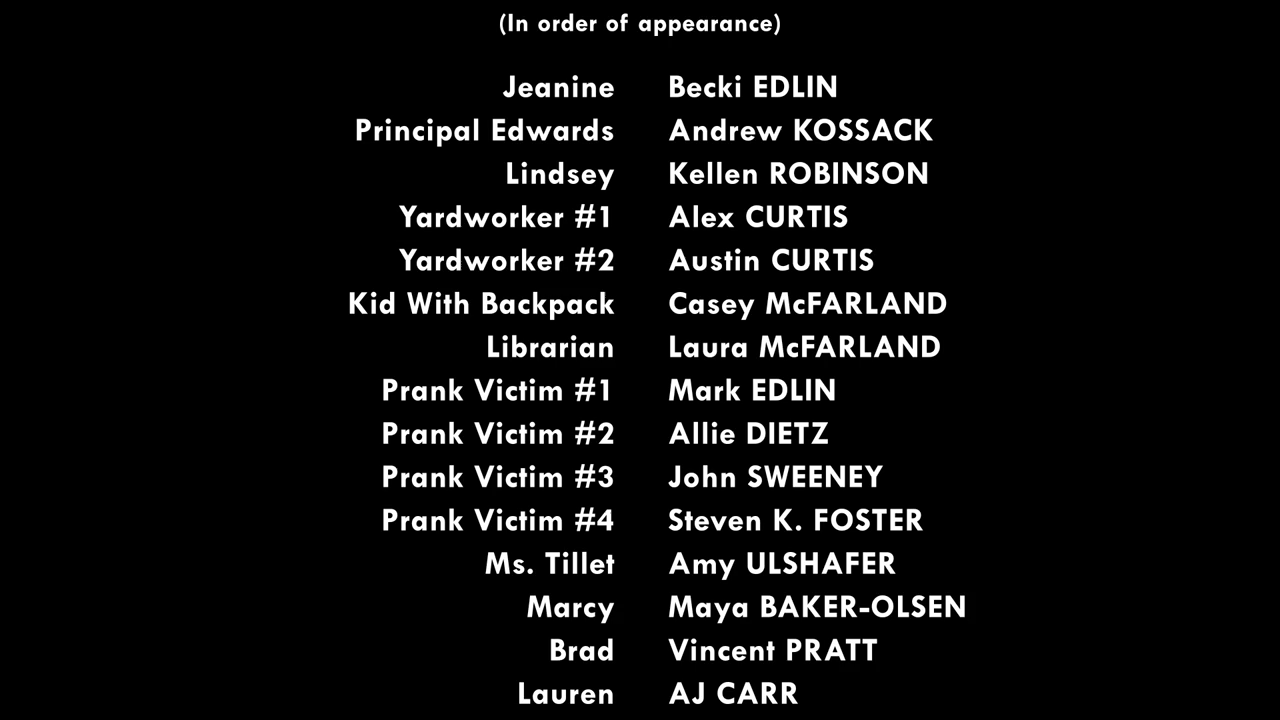 (In order of appearance)
Jeanine Becki EDLIN
Principal Edwards Andrew KOSSACK
Lindsey Kellen ROBINSON
Yardworker #1 Alex CURTIS
Yardworker #2 Austin CURTIS
Kid With Backpack Casey McFARLAND
Librarian Laura McFARLAND
Prank Victim #1 Mark EDLIN
Prank Victim #2 Allie DIETZ
Prank Victim #3 John SWEENEY
Prank Victim #4 Steven K. FOSTER
Ms. Tillet Amy ULSHAFER
Marcy Maya BAKER-OLSEN
Brad Vincent PRATT
Lauren AJ CARR